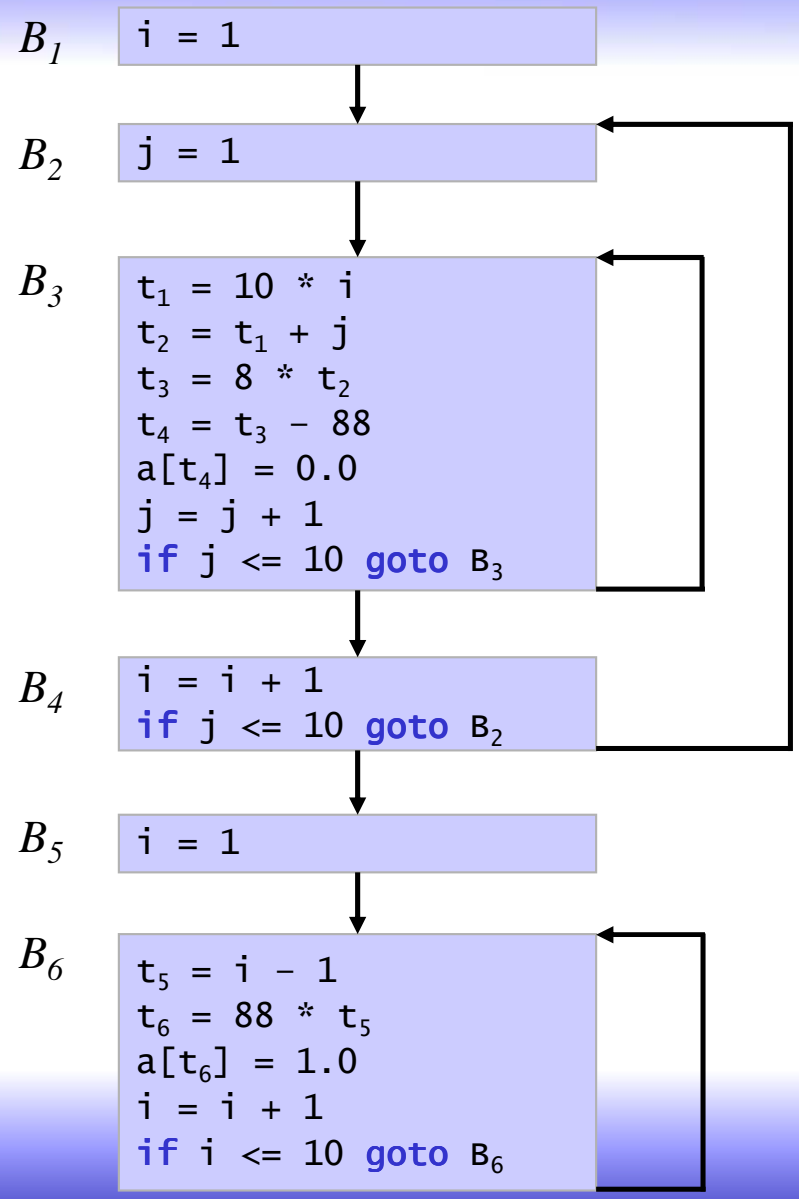 B₁
i = 1
B₂
j = 1
B₃
t₁ = 10 * i
t₂ = t₁ + j
t₃ = 8 * t₂
t₄ = t₃ – 88
a[t₄] = 0.0
j = j + 1
if j <= 10 goto B₃
B₄
i = i + 1
if j <= 10 goto B₂
B₅
i = 1
B₆
t₅ = i – 1
t₆ = 88 * t₅
a[t₆] = 1.0
i = i + 1
if i <= 10 goto B₆